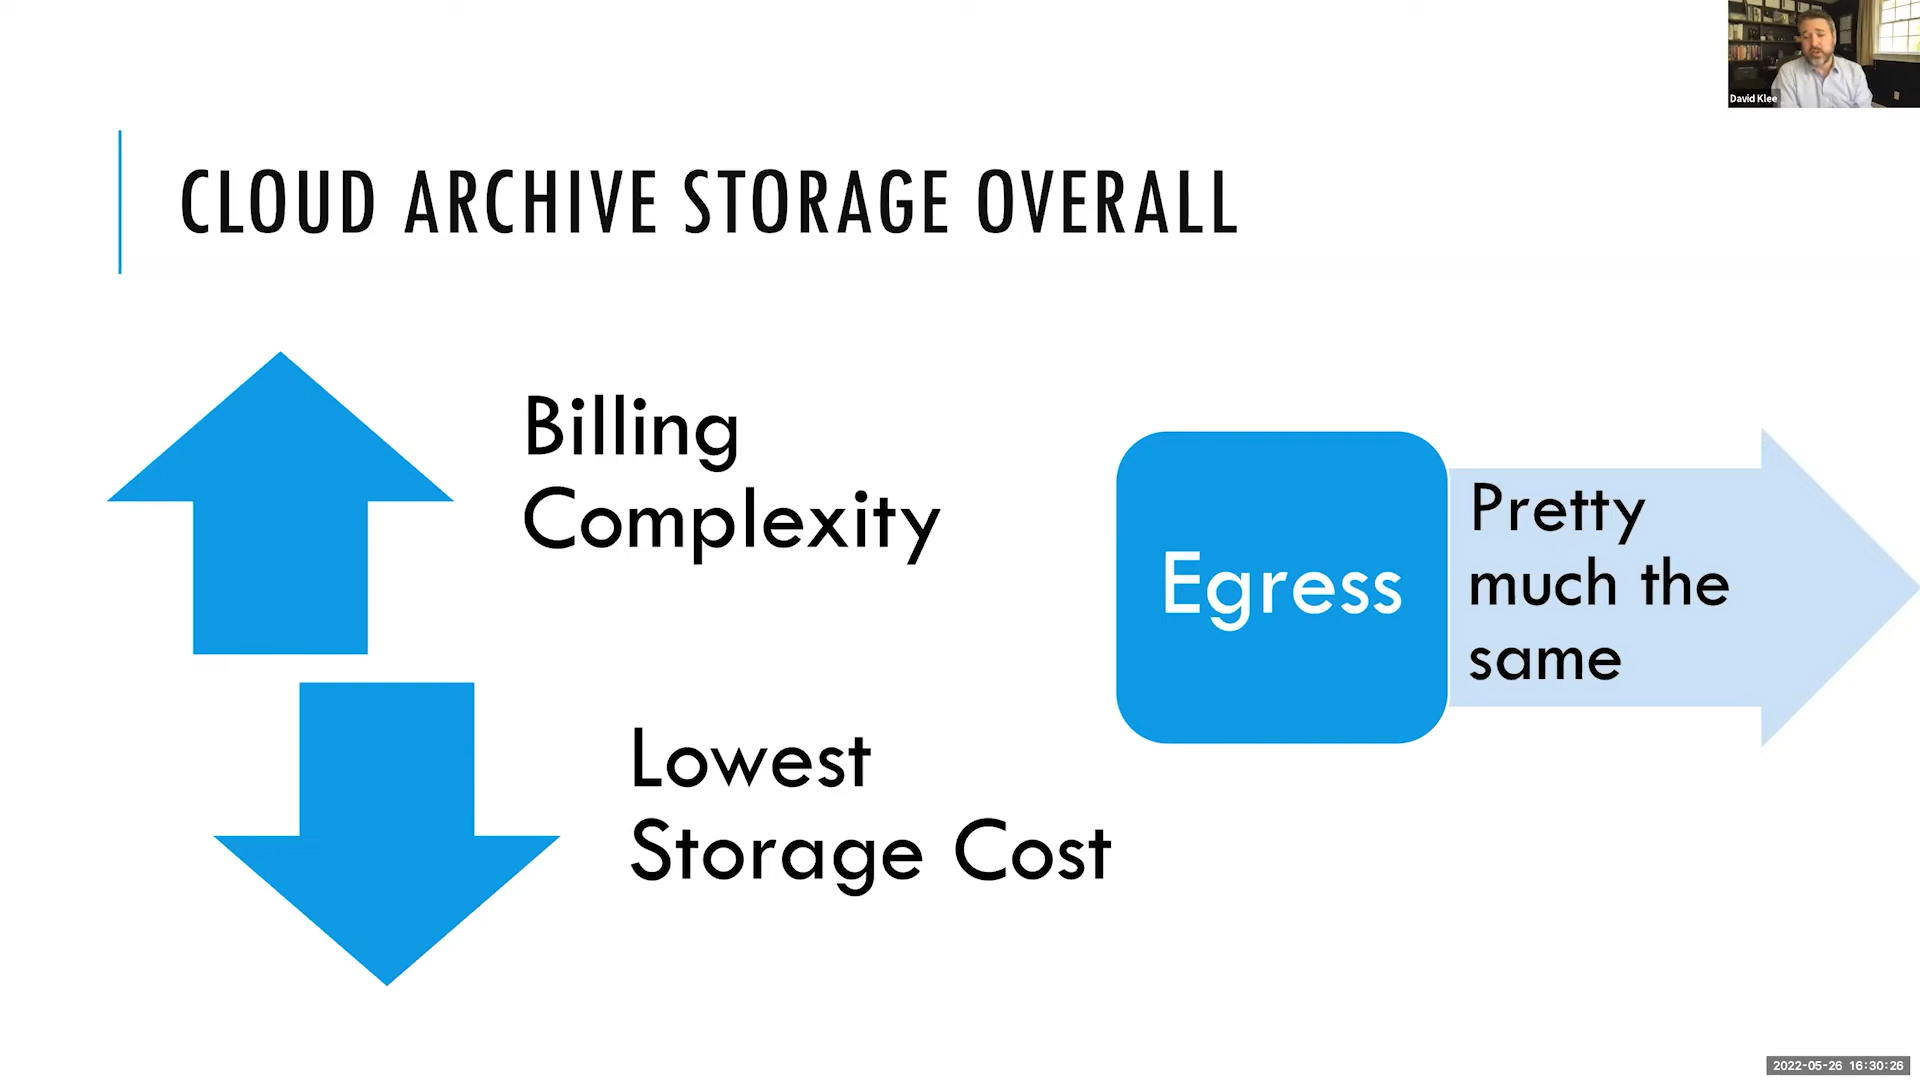 David Klee
CLOUD ARCHIVE STORAGE OVERALL
Billing
Complexity
Lowest
Storage Cost
Egress
Pretty
much the
same
2022-05-26 16:30:26